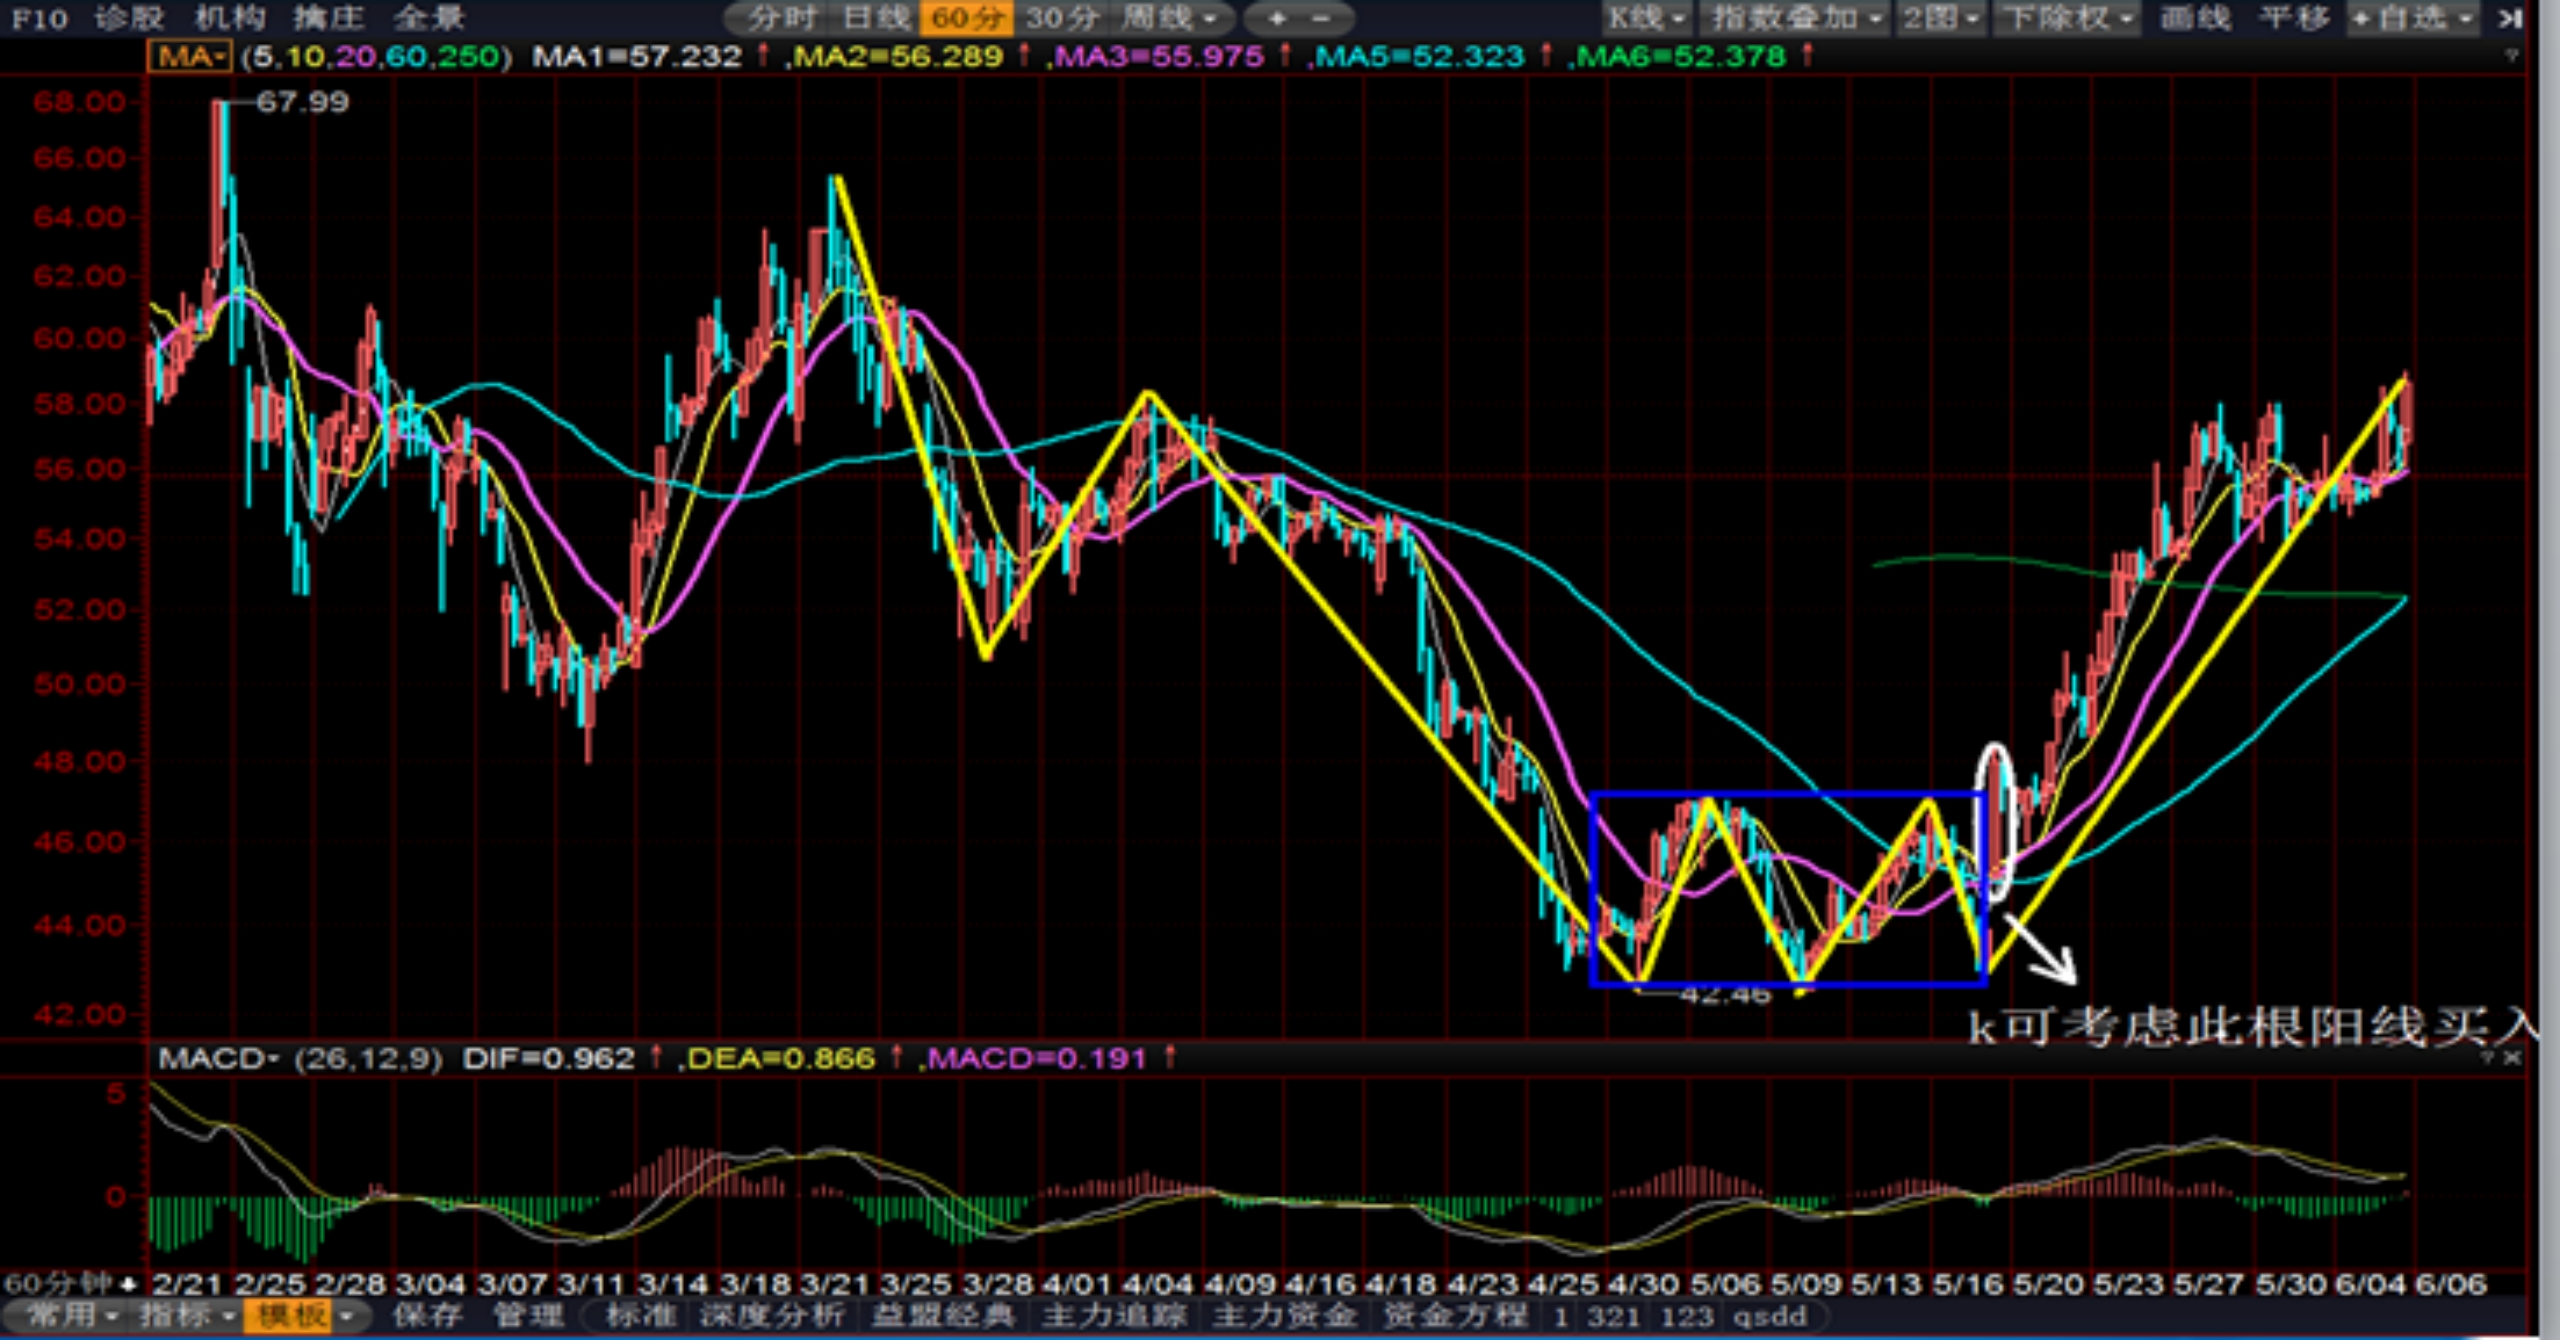 F10 诊股 机构 擒庄 全景 分时 日线 60分 30分 周线 + - K线 指数叠加 2图 下除权 画线 平移 +自选
MA (5,10,20,60,250) MA1=57.232↑ ,MA2=56.289↑ ,MA3=55.975↑ ,MA5=52.323↑ ,MA6=52.378↑ ?
68.00 67.99
66.00
64.00
62.00
60.00
58.00
56.00
54.00
52.00
50.00
48.00
46.00
44.00
42.46
42.00
k可考虑此根阳线买入
MACD (26,12,9) DIF=0.962↑ ,DEA=0.866↑ ,MACD=0.191↑ ? ×
5
0
60分钟 2/21 2/25 2/28 3/04 3/07 3/11 3/14 3/18 3/21 3/25 3/28 4/01 4/04 4/09 4/16 4/18 4/23 4/25 4/30 5/06 5/09 5/13 5/16 5/20 5/23 5/27 5/30 6/04 6/06
常用 指标 模板 保存 管理 标准 深度分析 益盟经典 主力追踪 主力资金 资金方程 1 321 123 qsdd